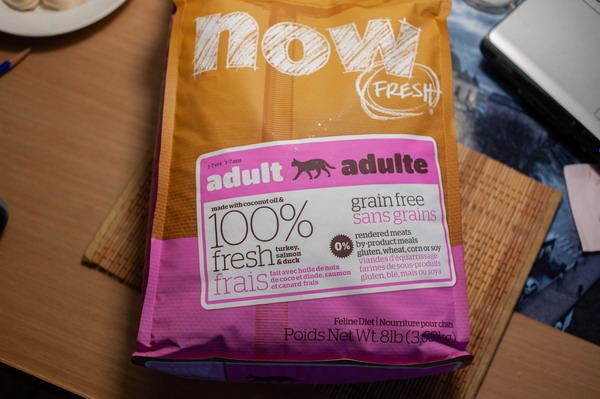 now
FRESH
1-7 yrs 1-7 ans
adult adulte
made with coconut oil &
100%
fresh
turkey,
salmon
& duck
frais
fait avec huile de noix
de coco et dinde, saumon
et canard frais
grain free
sans grains
0%
rendered meats
by-product meals
gluten, wheat, corn or soy
viandes d'équarrissage
farines de sous-produits
gluten, blé, maïs ou soya
Feline Diet | Nourriture pour chats
Poids Net Wt. 8lb (3,63kg)